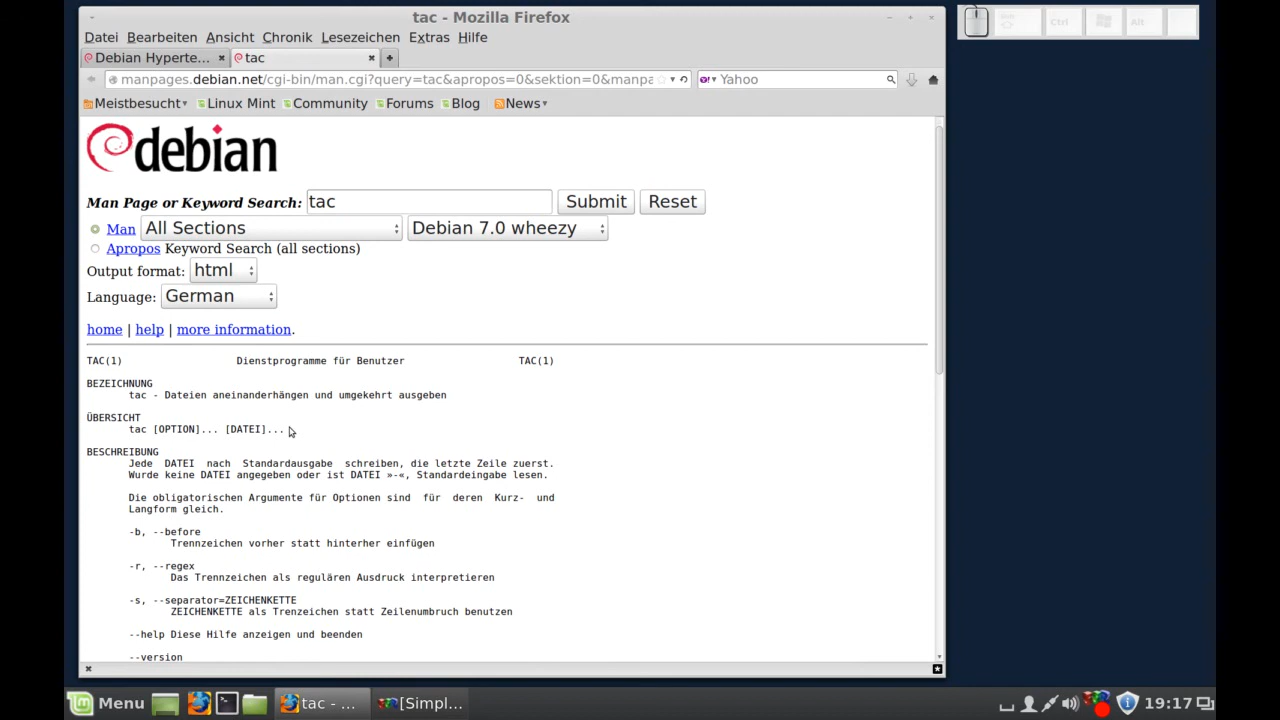 tac - Mozilla Firefox
Datei Bearbeiten Ansicht Chronik Lesezeichen Extras Hilfe
Debian Hyperte... tac
manpages.debian.net/cgi-bin/man.cgi?query=tac&apropos=0&sektion=0&manpa Yahoo
Meistbesucht Linux Mint Community Forums Blog News
debian
Man Page or Keyword Search: tac Submit Reset
Man All Sections Debian 7.0 wheezy
Apropos Keyword Search (all sections)
Output format: html
Language: German
home | help | more information.
TAC(1) Dienstprogramme für Benutzer TAC(1)
BEZEICHNUNG
tac - Dateien aneinanderhängen und umgekehrt ausgeben
ÜBERSICHT
tac [OPTION]... [DATEI]...
BESCHREIBUNG
Jede DATEI nach Standardausgabe schreiben, die letzte Zeile zuerst.
Wurde keine DATEI angegeben oder ist DATEI »-«, Standardeingabe lesen.
Die obligatorischen Argumente für Optionen sind für deren Kurz- und
Langform gleich.
-b, --before
Trennzeichen vorher statt hinterher einfügen
-r, --regex
Das Trennzeichen als regulären Ausdruck interpretieren
-s, --separator=ZEICHENKETTE
ZEICHENKETTE als Trenzeichen statt Zeilenumbruch benutzen
--help Diese Hilfe anzeigen und beenden
--version
Ctrl Alt
Menu tac - ... [Simpl... 19:17